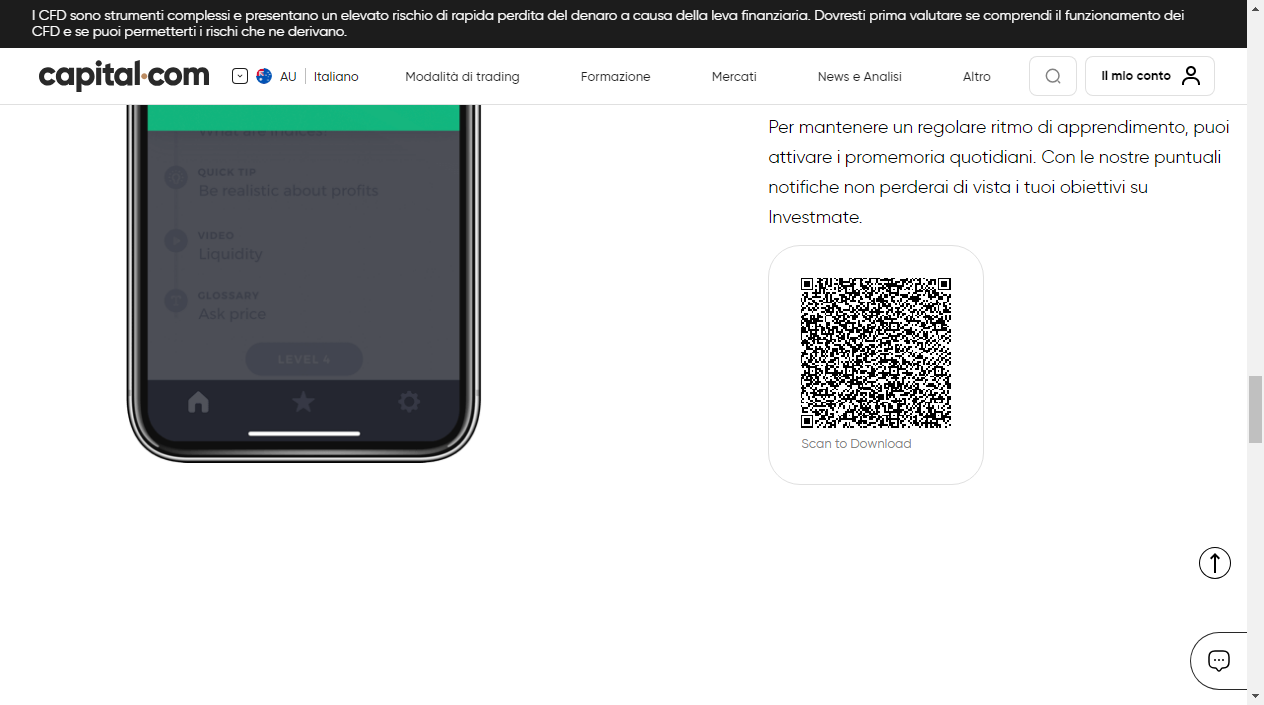 I CFD sono strumenti complessi e presentano un elevato rischio di rapida perdita del denaro a causa della leva finanziaria. Dovresti prima valutare se comprendi il funzionamento dei
CFD e se puoi permetterti i rischi che ne derivano.
capital.com AU Italiano Modalità di trading Formazione Mercati News e Analisi Altro Il mio conto
What are indices?
QUICK TIP
Be realistic about profits
VIDEO
Liquidity
GLOSSARY
Ask price
LEVEL 4
Per mantenere un regolare ritmo di apprendimento, puoi
attivare i promemoria quotidiani. Con le nostre puntuali
notifiche non perderai di vista i tuoi obiettivi su
Investmate.
Scan to Download